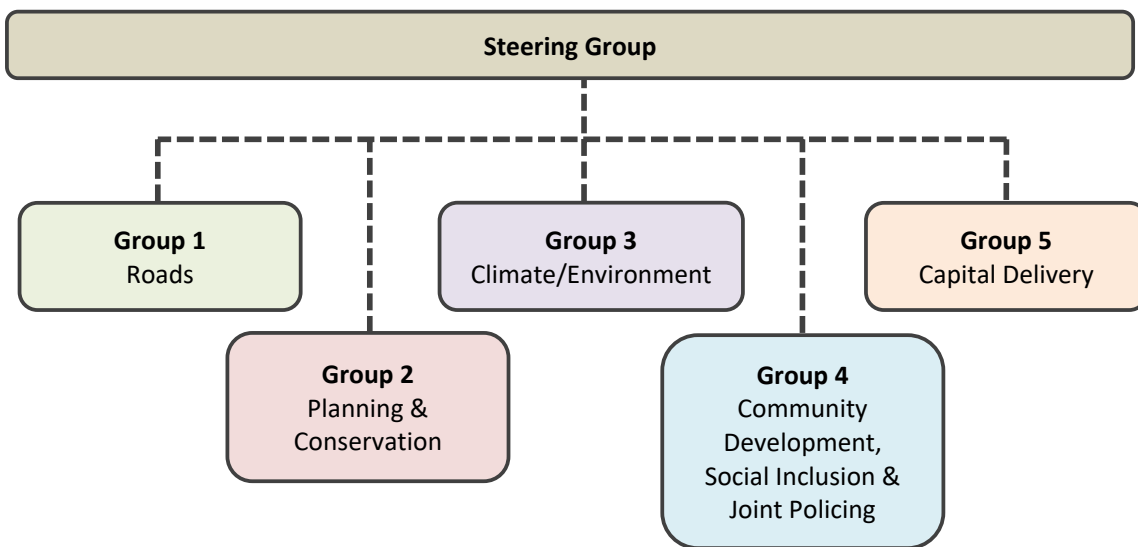 Steering Group
Group 1
Roads
Group 2
Planning &
Conservation
Group 3
Climate/Environment
Group 4
Community
Development,
Social Inclusion &
Joint Policing
Group 5
Capital Delivery